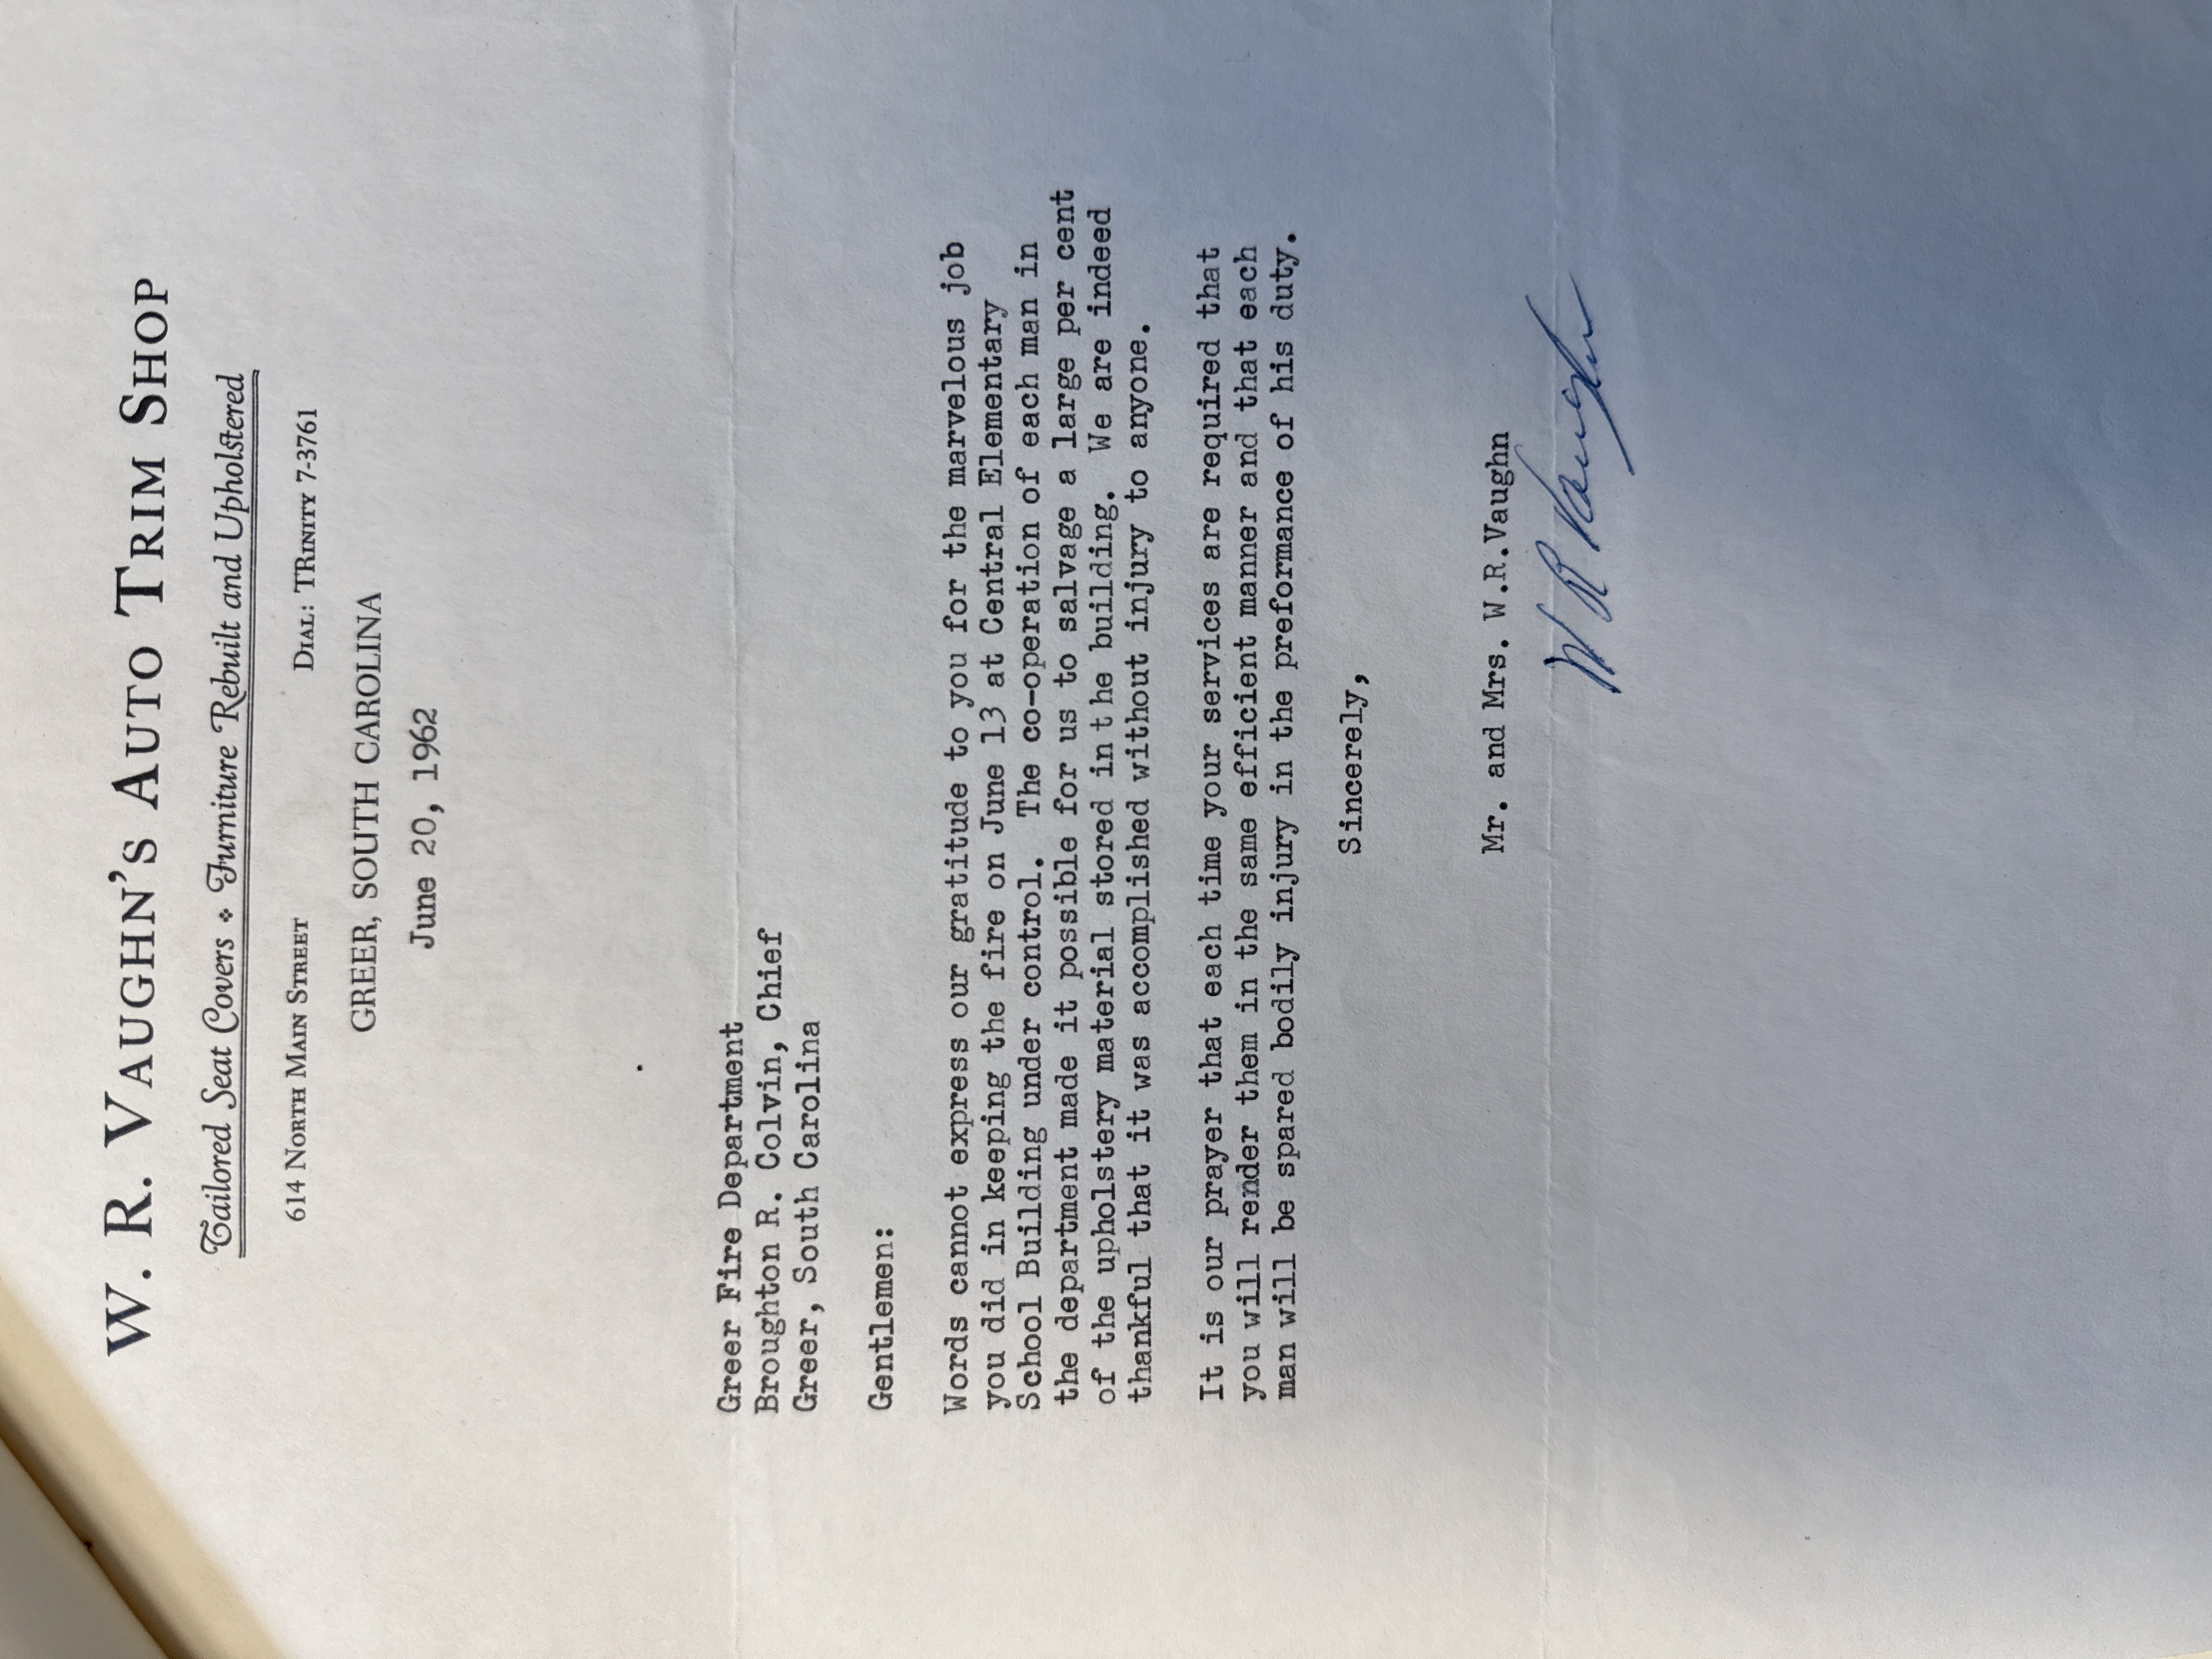 W. R. VAUGHN'S AUTO TRIM SHOP
Tailored Seat Covers • Furniture Rebuilt and Upholstered
614 NORTH MAIN STREET DIAL: TRINITY 7-3761
GREER, SOUTH CAROLINA
June 20, 1962
Greer Fire Department
Broughton R. Colvin, Chief
Greer, South Carolina
Gentlemen:
Words cannot express our gratitude to you for the marvelous job
you did in keeping the fire on June 13 at Central Elementary
School Building under control. The co-operation of each man in
the department made it possible for us to salvage a large per cent
of the upholstery material stored in t he building. We are indeed
thankful that it was accomplished without injury to anyone.
It is our prayer that each time your services are required that
you will render them in the same efficient manner and that each
man will be spared bodily injury in the preformance of his duty.
Sincerely,
Mr. and Mrs. W.R.Vaughn
W R Vaughn